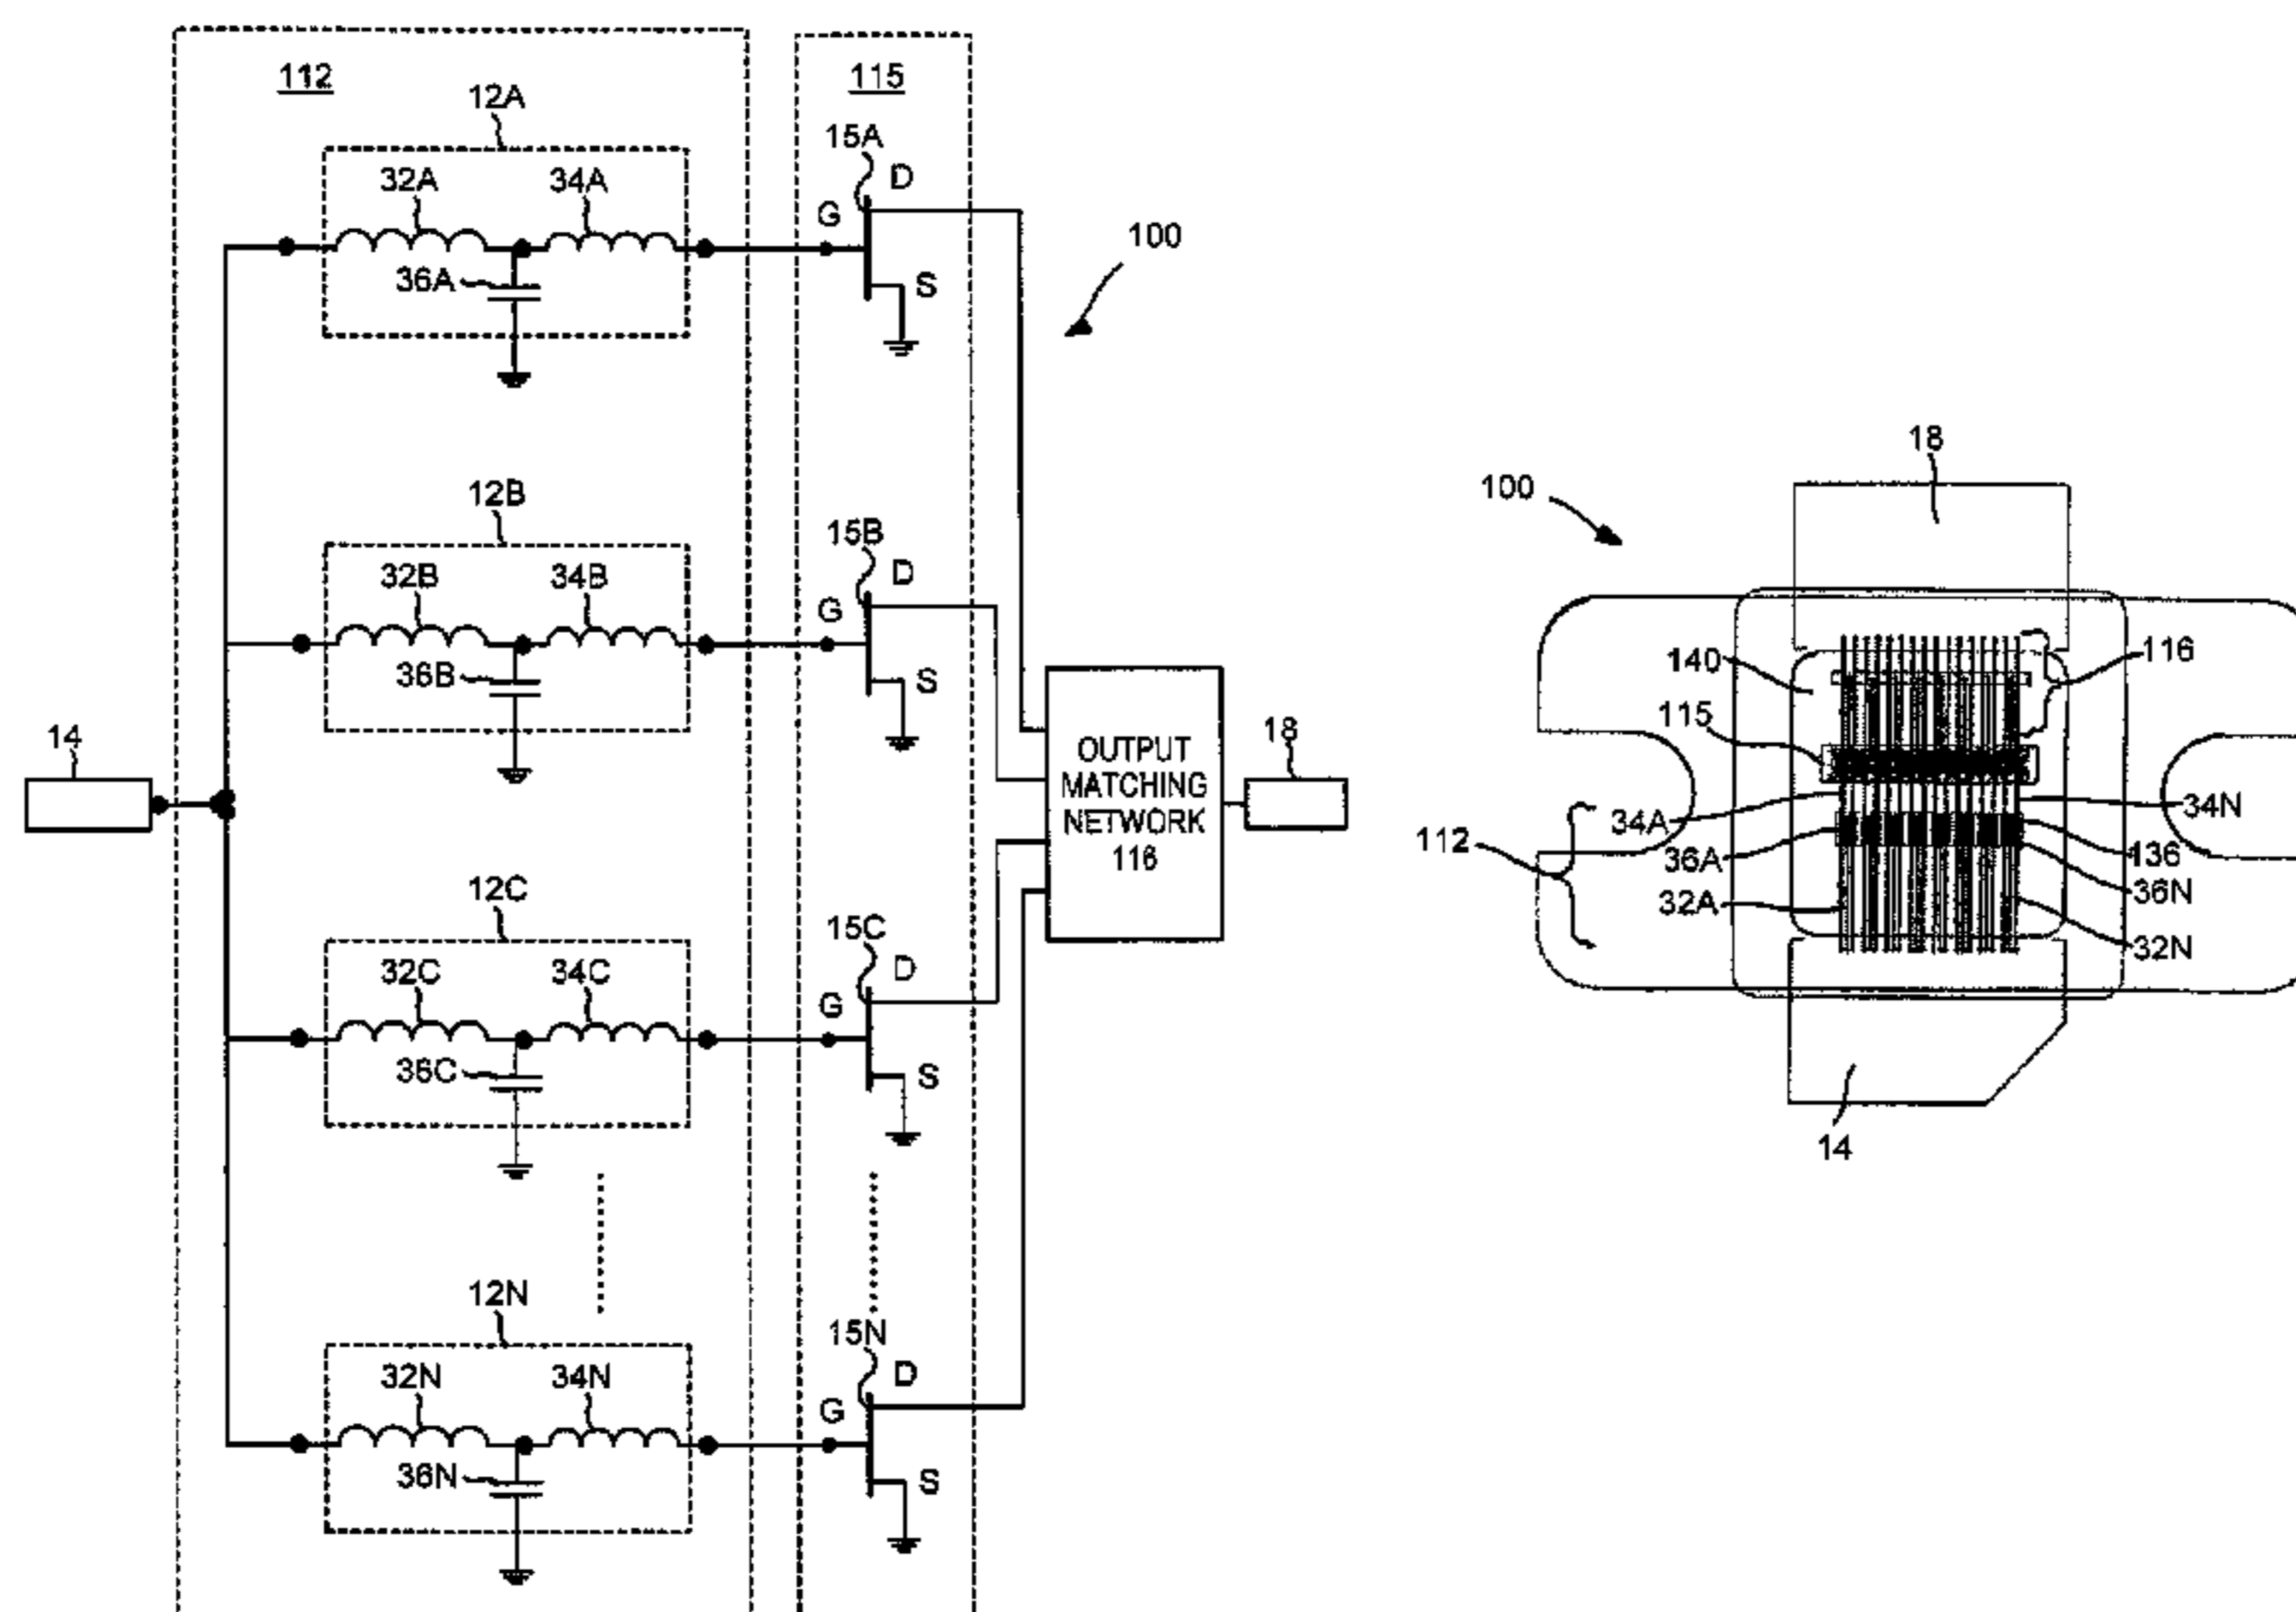 112
115
12A
15A
32A
34A
D
G
36A
S
100
12B
15B
32B
34B
D
G
36B
S
14
OUTPUT
MATCHING
NETWORK
116
18
12C
15C
32C
34C
D
G
36C
S
12N
15N
32N
34N
D
G
36N
S
18
100
140
116
115
34A
34N
112
36A
136
36N
32A
32N
14